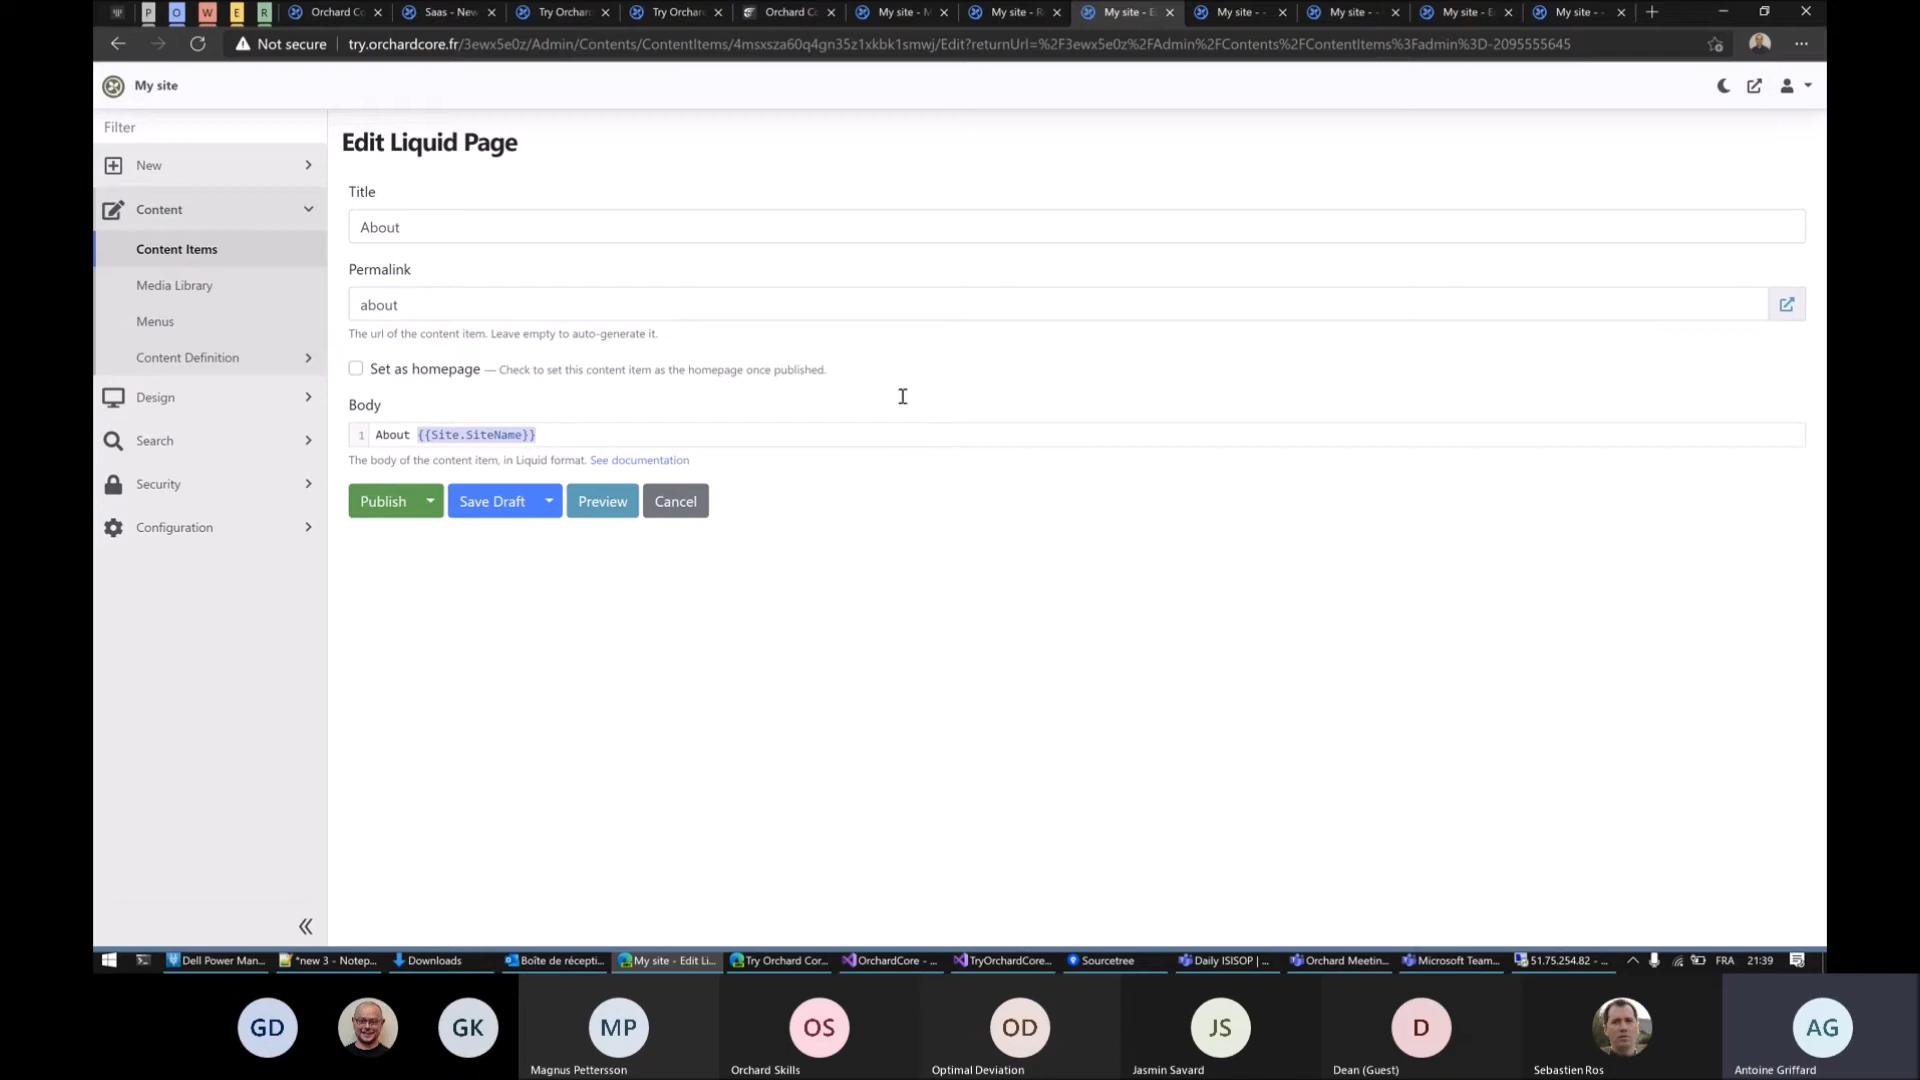 P
O
W
E
R
Orchard Co
Saas - New
Try Orchar
Try Orchar
Orchard C
My site - M
My site - R
My site - E
My site - -
My site - -
My site - E
My site - -
Not secure
try.orchardcore.fr/3ewx5e0z/Admin/Contents/ContentItems/4msxsza60q4gn35z1xkbk1smwj/Edit?returnUrl=%2F3ewx5e0z%2FAdmin%2FContents%2FContentItems%3Fadmin%3D-2095555645
My site
Filter
New
Content
Content Items
Media Library
Menus
Content Definition
Design
Search
Security
Configuration
Edit Liquid Page
Title
About
Permalink
about
The url of the content item. Leave empty to auto-generate it.
Set as homepage — Check to set this content item as the homepage once published.
Body
1 About {{Site.SiteName}}
The body of the content item, in Liquid format. See documentation
Publish
Save Draft
Preview
Cancel
Dell Power Man...
*new 3 - Notep...
Downloads
Boîte de récepti...
My site - Edit Li...
Try Orchard Cor...
OrchardCore - ...
TryOrchardCore...
Sourcetree
Daily ISISOP | ...
Orchard Meetin...
Microsoft Team...
51.75.254.82 - ...
FRA
21:39
GD
GK
MP
Magnus Pettersson
OS
Orchard Skills
OD
Optimal Deviation
JS
Jasmin Savard
D
Dean (Guest)
Sebastien Ros
AG
Antoine Griffard